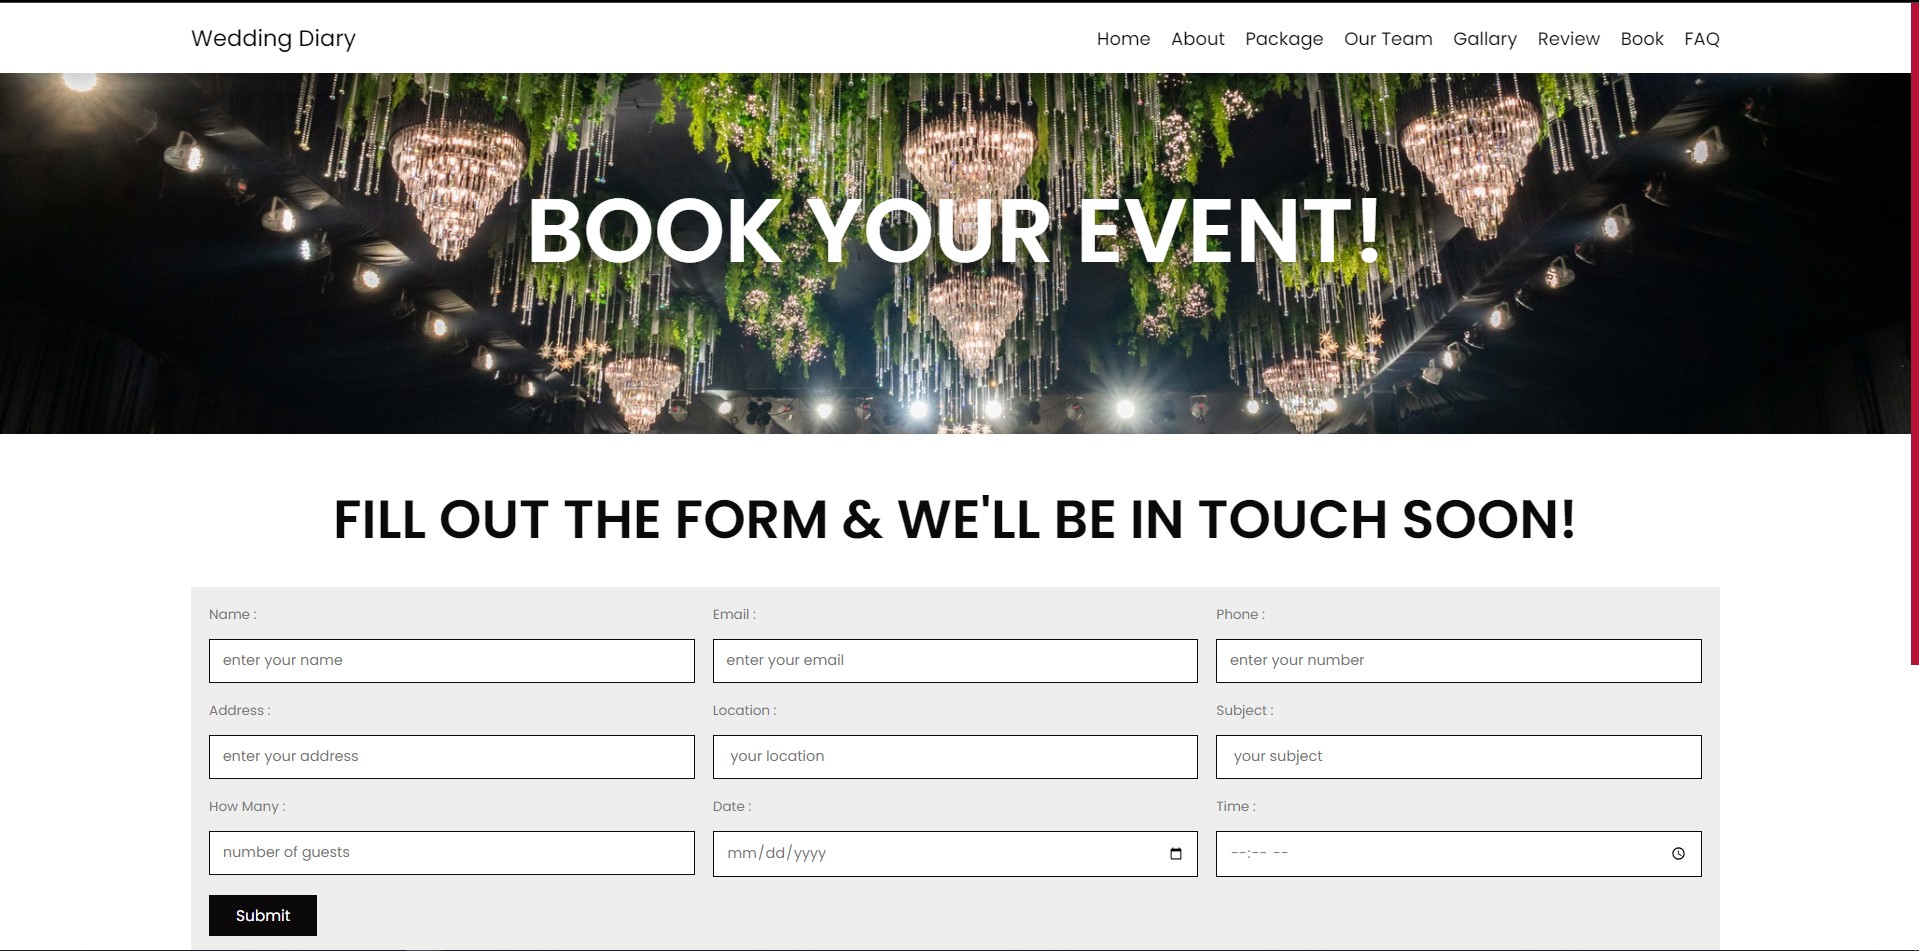 Wedding Diary
Home About Package Our Team Gallary Review Book FAQ
BOOK YOUR EVENT!
FILL OUT THE FORM & WE'LL BE IN TOUCH SOON!
Name : Email : Phone :
enter your name enter your email enter your number
Address : Location : Subject :
enter your address your location your subject
How Many : Date : Time :
number of guests mm/dd/yyyy --:-- --
Submit